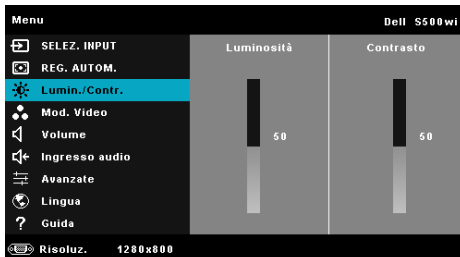 Menu Dell S500wi
SELEZ. INPUT
REG. AUTOM.
Lumin./Contr.
Mod. Video
Volume
Ingresso audio
Avanzate
Lingua
Guida
Luminosità Contrasto
50 50
Risoluz. 1280x800